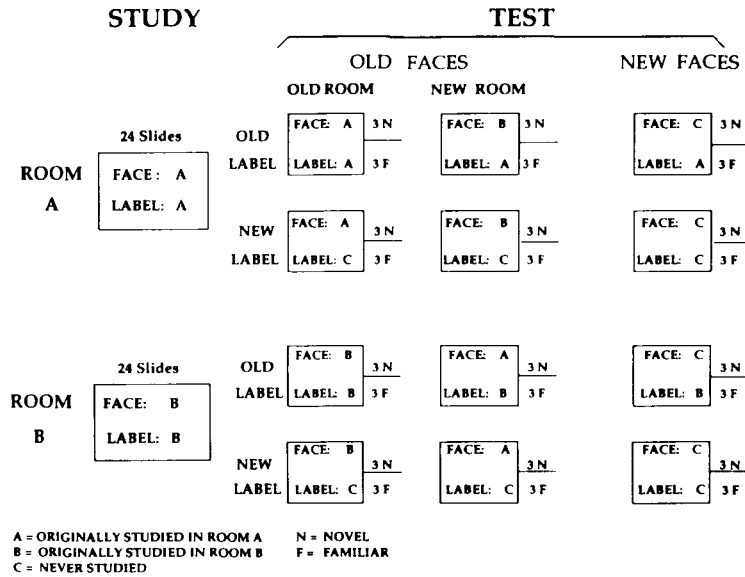 STUDY TEST
OLD FACES NEW FACES
OLD ROOM NEW ROOM
24 Slides
ROOM
A
FACE: A
LABEL: A
OLD
LABEL
FACE: A 3 N
LABEL: A 3 F
FACE: B 3 N
LABEL: A 3 F
FACE: C 3 N
LABEL: A 3 F
NEW
LABEL
FACE: A 3 N
LABEL: C 3 F
FACE: B 3 N
LABEL: C 3 F
FACE: C 3 N
LABEL: C 3 F
24 Slides
ROOM
B
FACE: B
LABEL: B
OLD
LABEL
FACE: B 3 N
LABEL: B 3 F
FACE: A 3 N
LABEL: B 3 F
FACE: C 3 N
LABEL: B 3 F
NEW
LABEL
FACE: B 3 N
LABEL: C 3 F
FACE: A 3 N
LABEL: C 3 F
FACE: C 3 N
LABEL: C 3 F
A = ORIGINALLY STUDIED IN ROOM A N = NOVEL
B = ORIGINALLY STUDIED IN ROOM B F = FAMILIAR
C = NEVER STUDIED